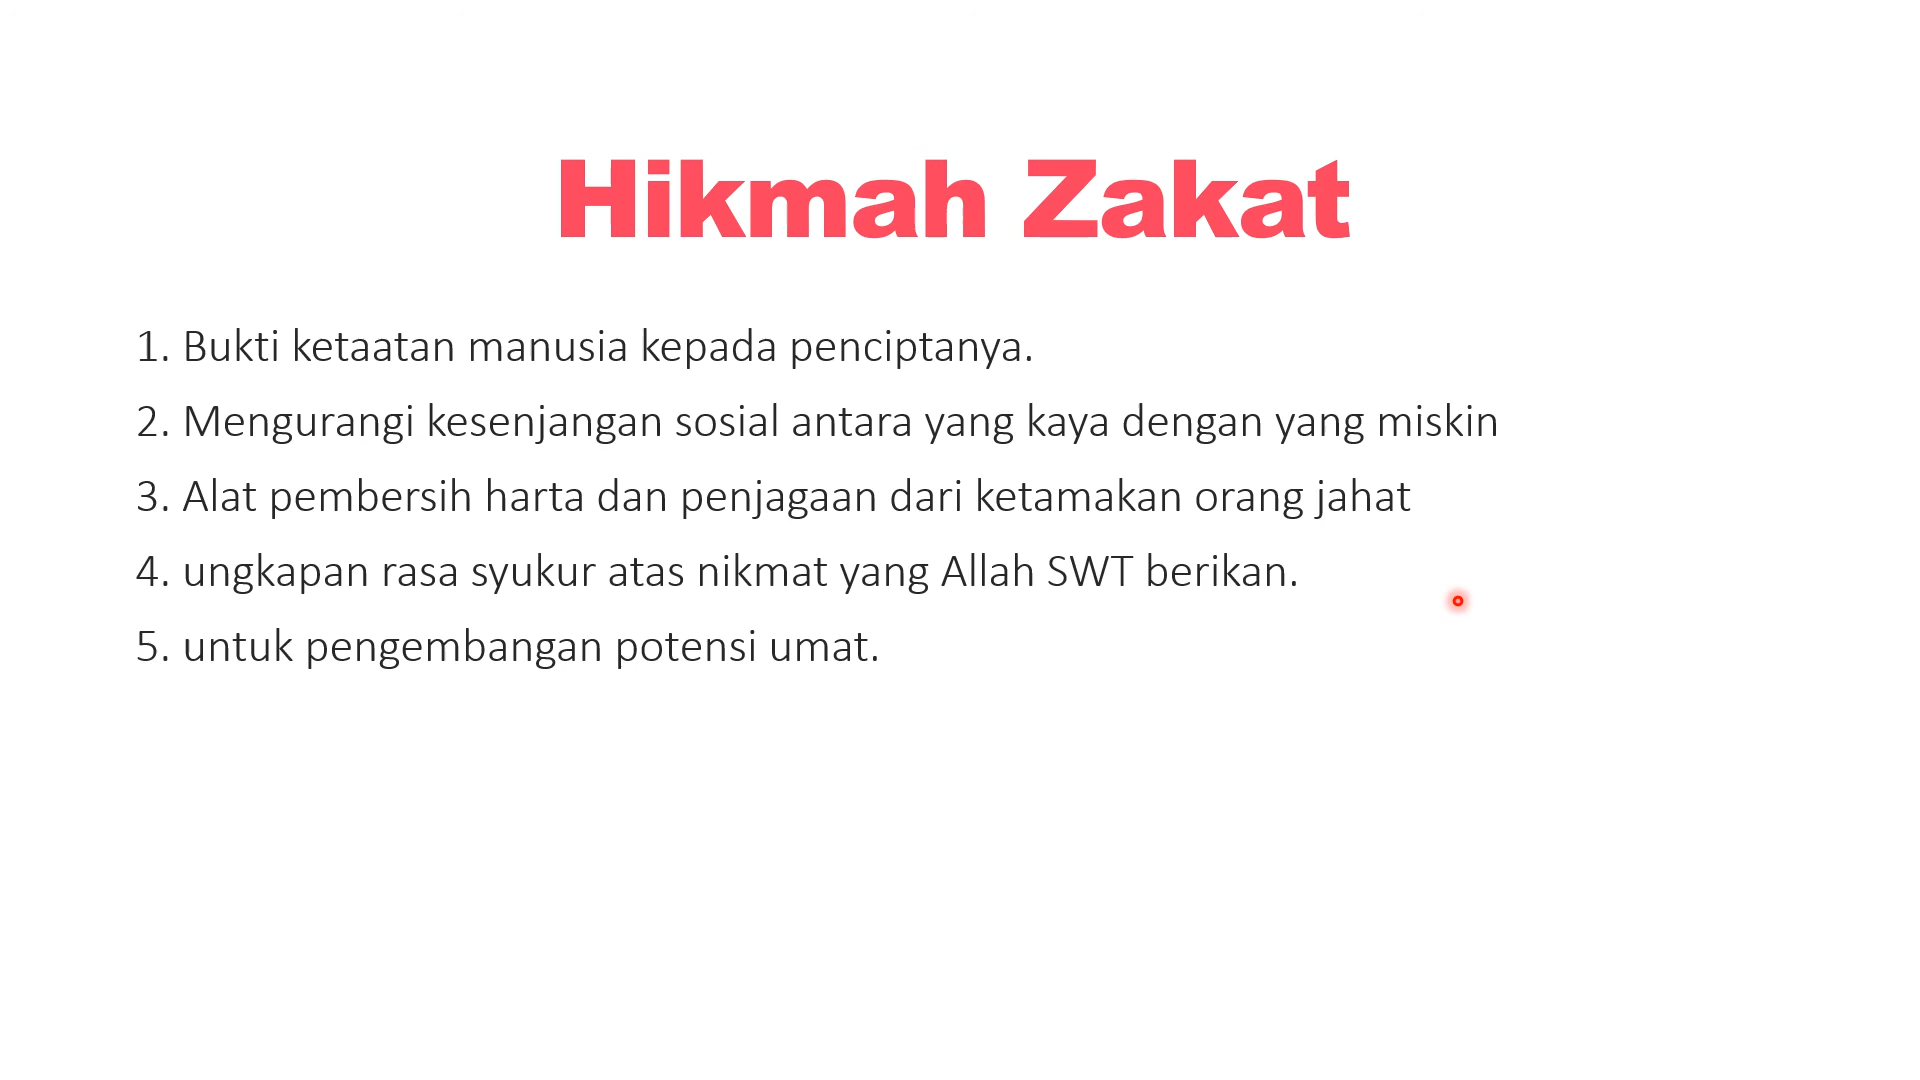 Hikmah Zakat
1. Bukti ketaatan manusia kepada penciptanya.
2. Mengurangi kesenjangan sosial antara yang kaya dengan yang miskin
3. Alat pembersih harta dan penjagaan dari ketamakan orang jahat
4. ungkapan rasa syukur atas nikmat yang Allah SWT berikan.
5. untuk pengembangan potensi umat.